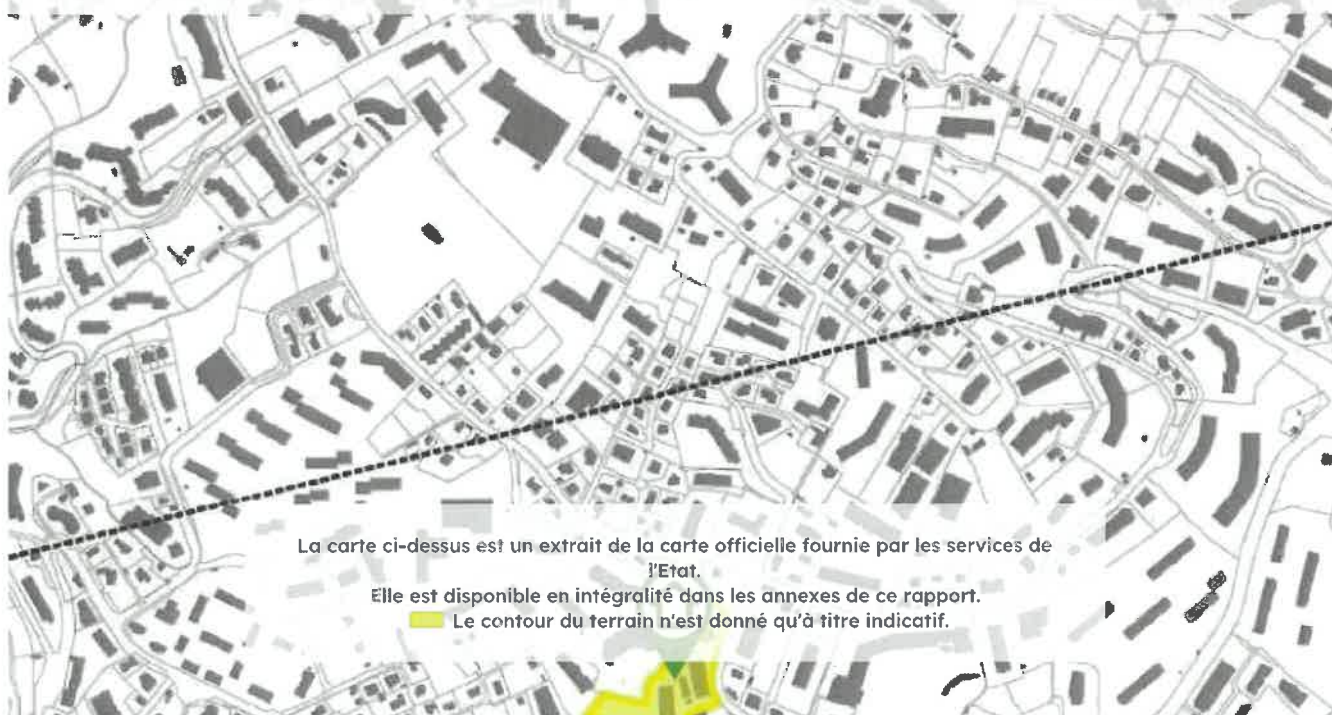 La carte ci-dessus est un extrait de la carte officielle fournie par les services de
l'Etat.
Elle est disponible en intégralité dans les annexes de ce rapport.
Le contour du terrain n'est donné qu'à titre indicatif.